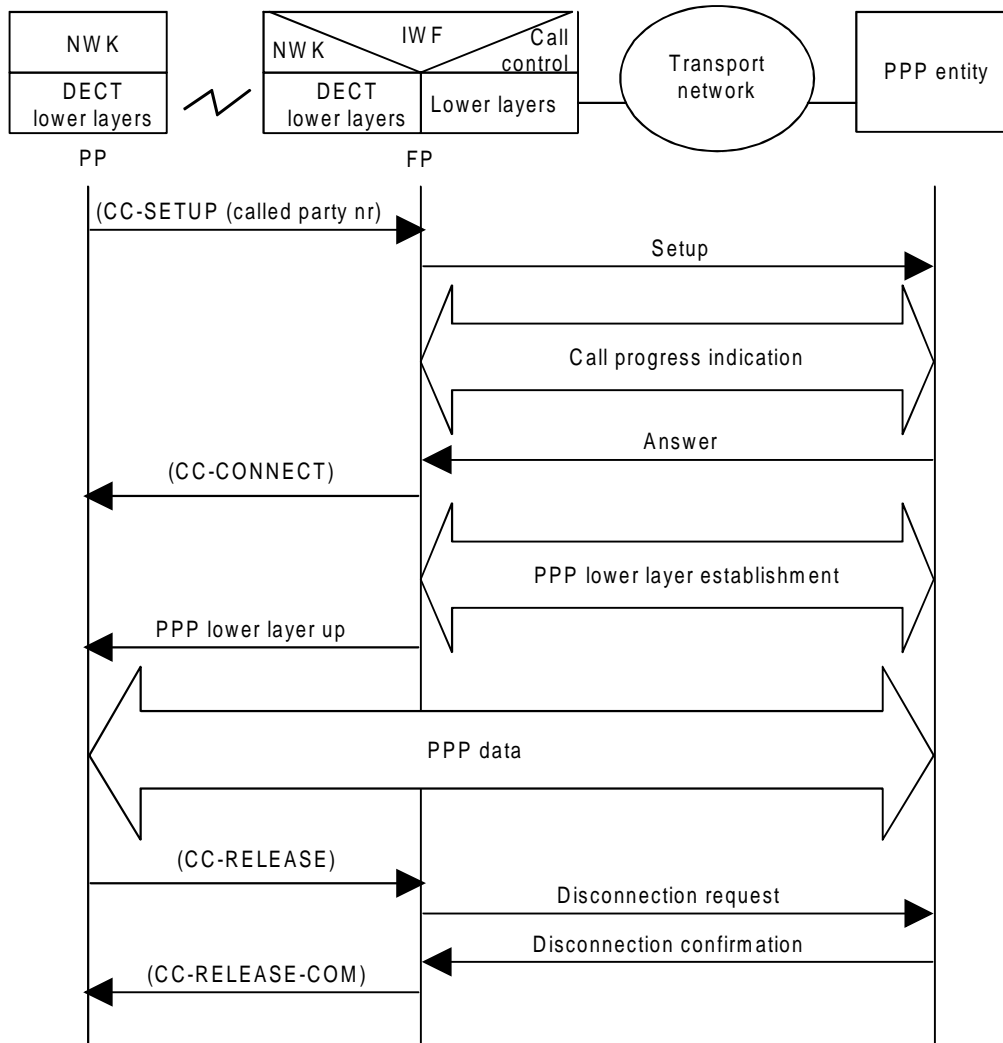 NWK
DECT
lower layers
PP
NWK
IWF
Call
control
DECT
lower layers
Lower layers
FP
Transport
network
PPP entity
(CC-SETUP (called party nr)
Setup
Call progress indication
Answer
(CC-CONNECT)
PPP lower layer establishment
PPP lower layer up
PPP data
(CC-RELEASE)
Disconnection request
Disconnection confirmation
(CC-RELEASE-COM)